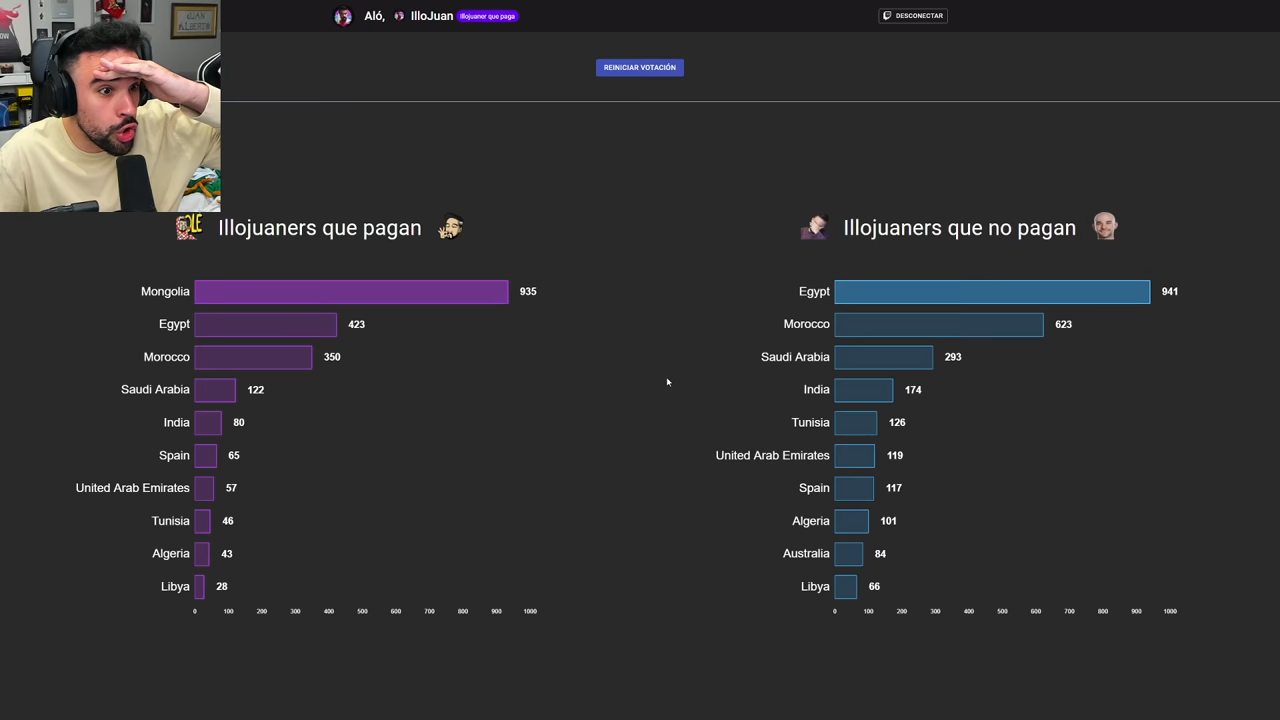 JUAN
ALBERTO
Aló, IlloJuan Illojuaner que paga
DESCONECTAR
REINICIAR VOTACIÓN
Illojuaners que pagan
Mongolia 935
Egypt 423
Morocco 350
Saudi Arabia 122
India 80
Spain 65
United Arab Emirates 57
Tunisia 46
Algeria 43
Libya 28
0 100 200 300 400 500 600 700 800 900 1000
Illojuaners que no pagan
Egypt 941
Morocco 623
Saudi Arabia 293
India 174
Tunisia 126
United Arab Emirates 119
Spain 117
Algeria 101
Australia 84
Libya 66
0 100 200 300 400 500 600 700 800 900 1000